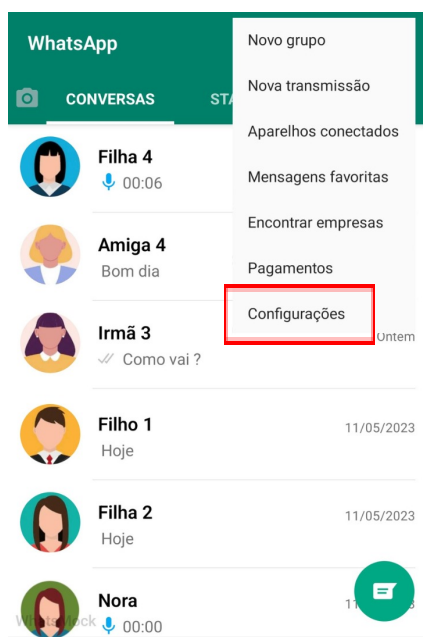 WhatsApp
Novo grupo
Nova transmissão
CONVERSAS
STA
Aparelhos conectados
Mensagens favoritas
Encontrar empresas
Pagamentos
Configurações
Filha 4
00:06
Amiga 4
Bom dia
Irmã 3
Ontem
Como vai ?
Filho 1
11/05/2023
Hoje
Filha 2
11/05/2023
Hoje
Nora
WhatsMock
00:00